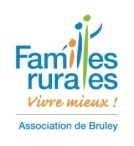 Familles
rurales
Vivre mieux !
Association de Bruley